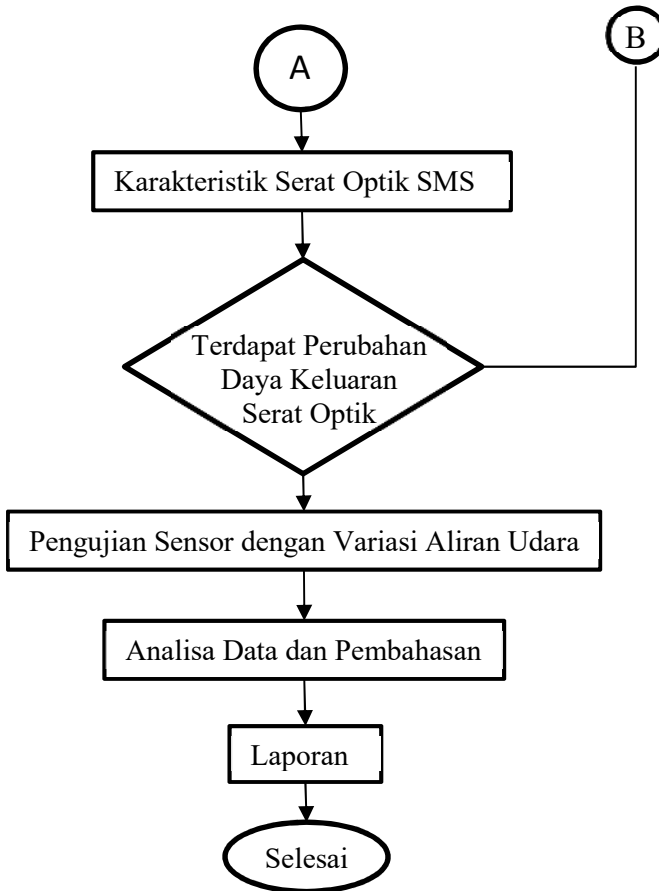 A
B
Karakteristik Serat Optik SMS
Terdapat Perubahan
Daya Keluaran
Serat Optik
Pengujian Sensor dengan Variasi Aliran Udara
Analisa Data dan Pembahasan
Laporan
Selesai